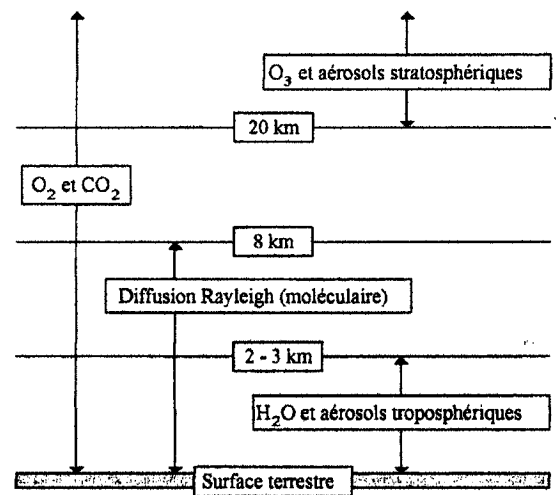 O₃ et aérosols stratosphériques
20 km
O₂ et CO₂
8 km
Diffusion Rayleigh (moléculaire)
2 - 3 km
H₂O et aérosols troposphériques
Surface terrestre